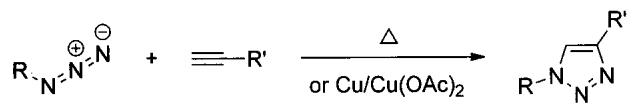 R-N=N=N ⊕ ⊖ + ≡-R' △ R' R-N N=N
or Cu/Cu(OAc)₂